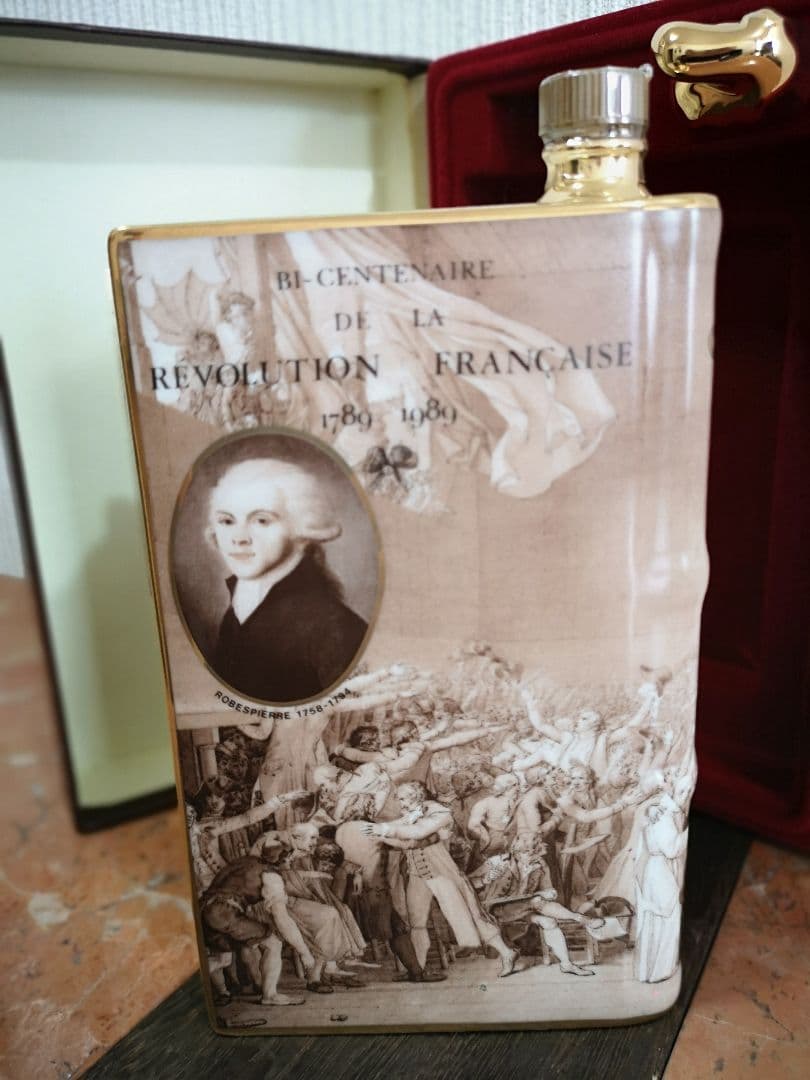 BI-CENTENAIRE
DE LA
REVOLUTION FRANÇAISE
1789 1989
ROBESPIERRE 1758-1794